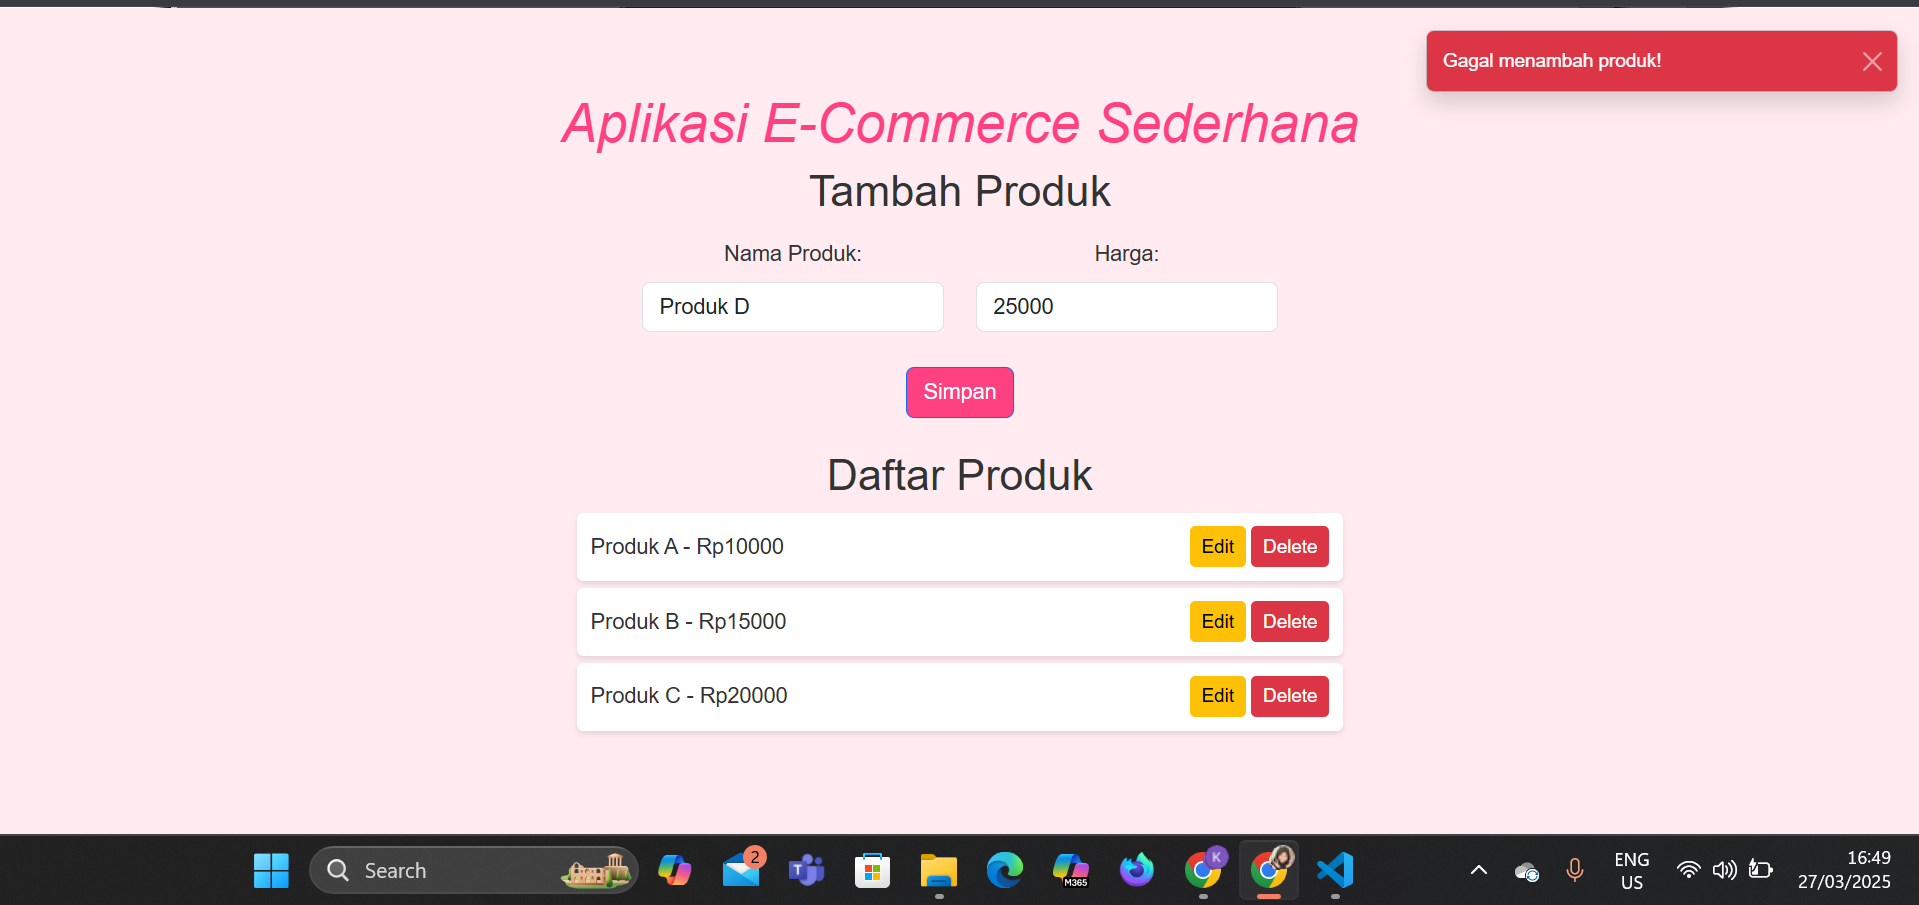 Gagal menambah produk!
Aplikasi E-Commerce Sederhana
Tambah Produk
Nama Produk: Harga:
Produk D 25000
Simpan
Daftar Produk
Produk A - Rp10000 Edit Delete
Produk B - Rp15000 Edit Delete
Produk C - Rp20000 Edit Delete
Search 2 T M365 K ENG 16:49
US 27/03/2025